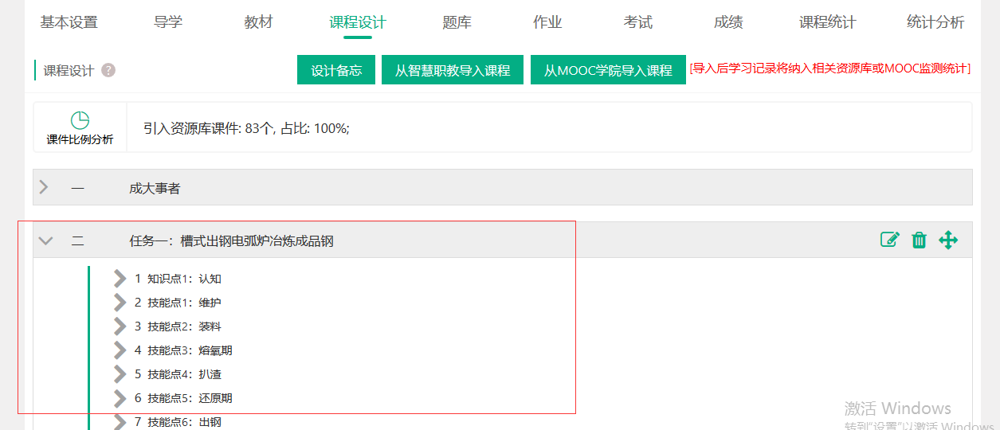 基本设置 导学 教材 课程设计 题库 作业 考试 成绩 课程统计 统计分析
课程设计 ? 设计备忘 从智慧职教导入课程 从MOOC学院导入课程 [导入后学习记录将纳入相关资源库或MOOC监测统计]
课件比例分析 引入资源库课件: 83个, 占比: 100%;
一 成大事者
二 任务一：槽式出钢电弧炉冶炼成品钢
1 知识点1：认知
2 技能点1：维护
3 技能点2：装料
4 技能点3：熔氧期
5 技能点4：扒渣
6 技能点5：还原期
7 技能点6：出钢
激活 Windows
转到"设置"以激活 Windows